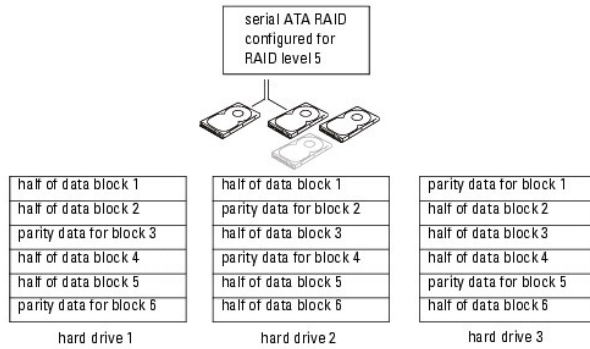 serial ATA RAID
configured for
RAID level 5
half of data block 1
half of data block 2
parity data for block 3
half of data block 4
half of data block 5
parity data for block 6
hard drive 1
half of data block 1
parity data for block 2
half of data block 3
parity data for block 4
half of data block 5
half of data block 6
hard drive 2
parity data for block 1
half of data block 2
half of data block 3
half of data block 4
parity data for block 5
half of data block 6
hard drive 3